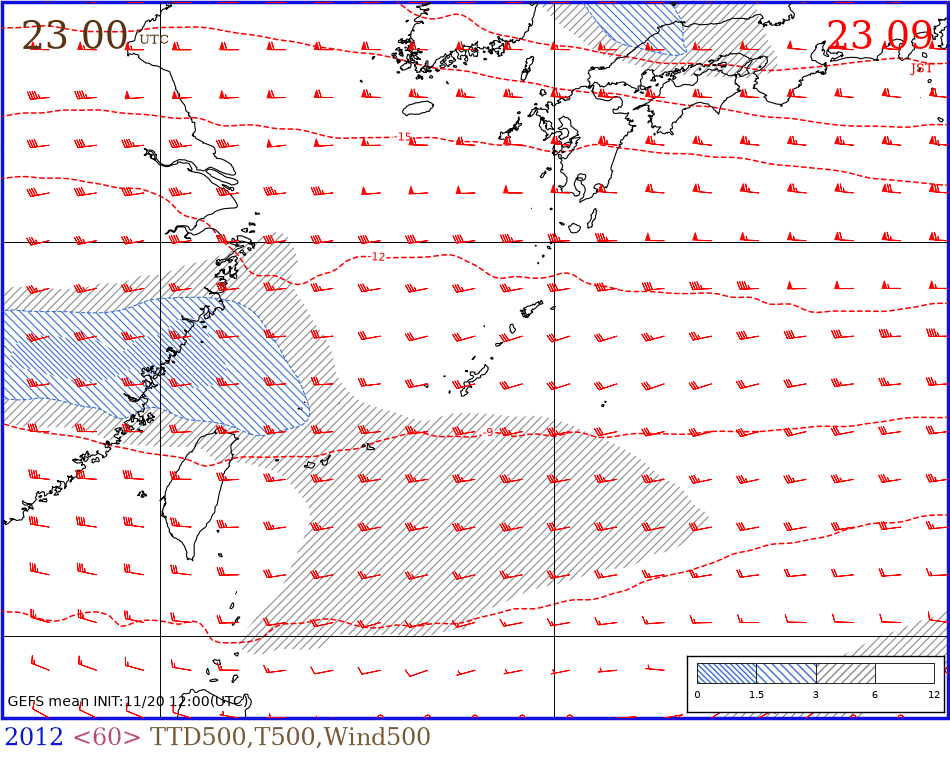 23 00 UTC
23 09
JST
-15
-12
-9
0 1.5 3 6 12
GEFS mean INIT:11/20 12:00(UTC)
2012 <60> TTD500,T500,Wind500